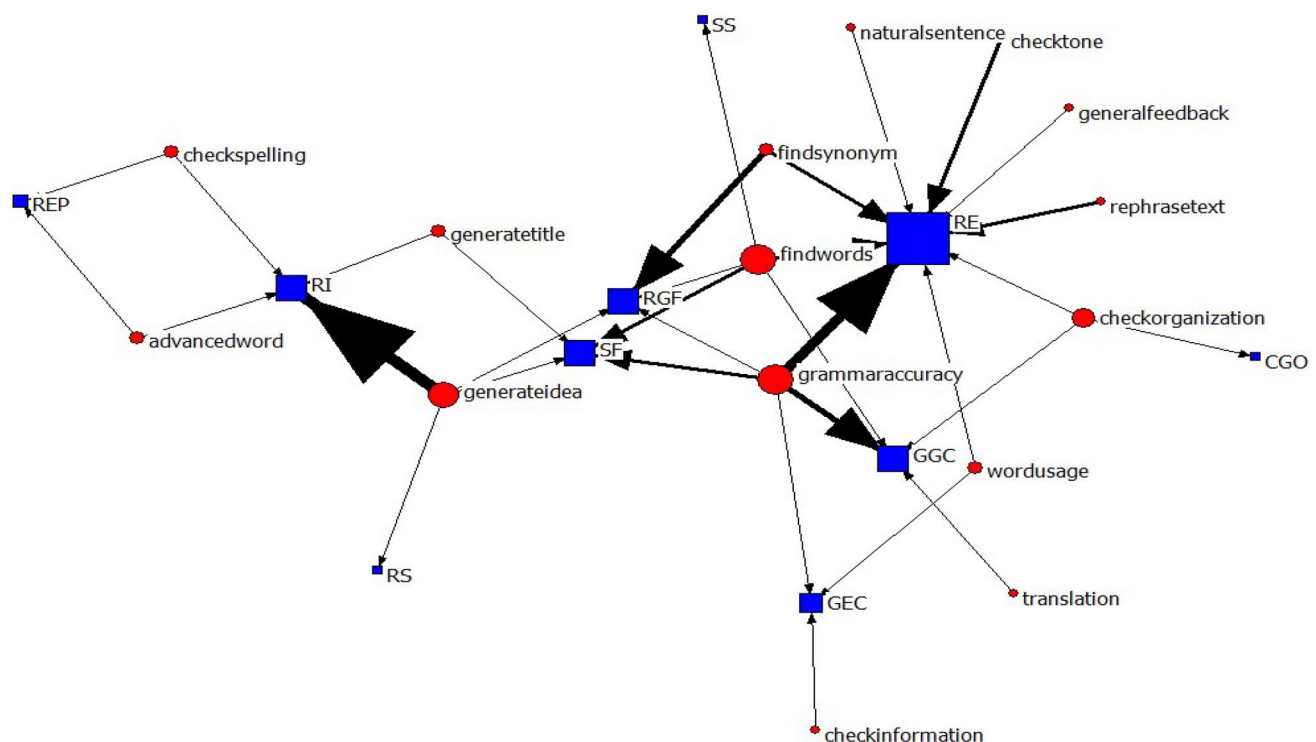 SS
naturalsentence
checktone
generalfeedback
findsynonym
checkspelling
REP
rephrasetext
RE
generatetitle
findwords
RI
RGF
checkorganization
advancedword
SF
CGO
grammaraccuracy
generateidea
GGC
wordusage
RS
translation
GEC
checkinformation